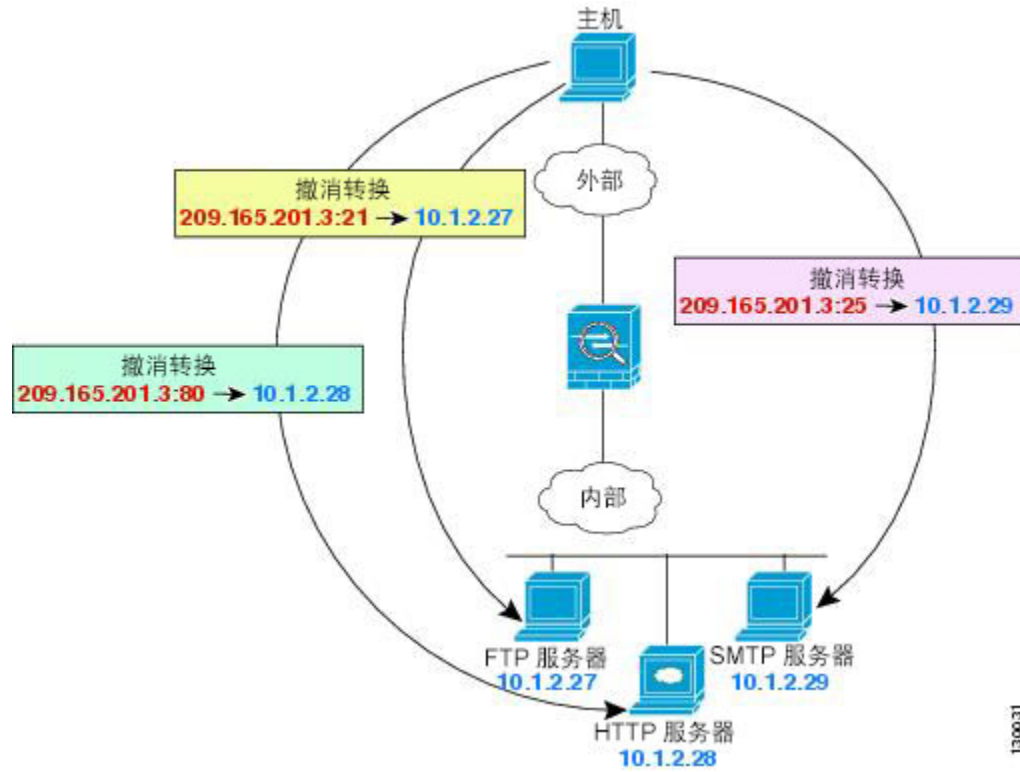 主机
外部
撤消转换
209.165.201.3:21 → 10.1.2.27
撤消转换
209.165.201.3:25 → 10.1.2.29
撤消转换
209.165.201.3:80 → 10.1.2.28
内部
FTP 服务器
10.1.2.27
SMTP 服务器
10.1.2.29
HTTP 服务器
10.1.2.28
130031